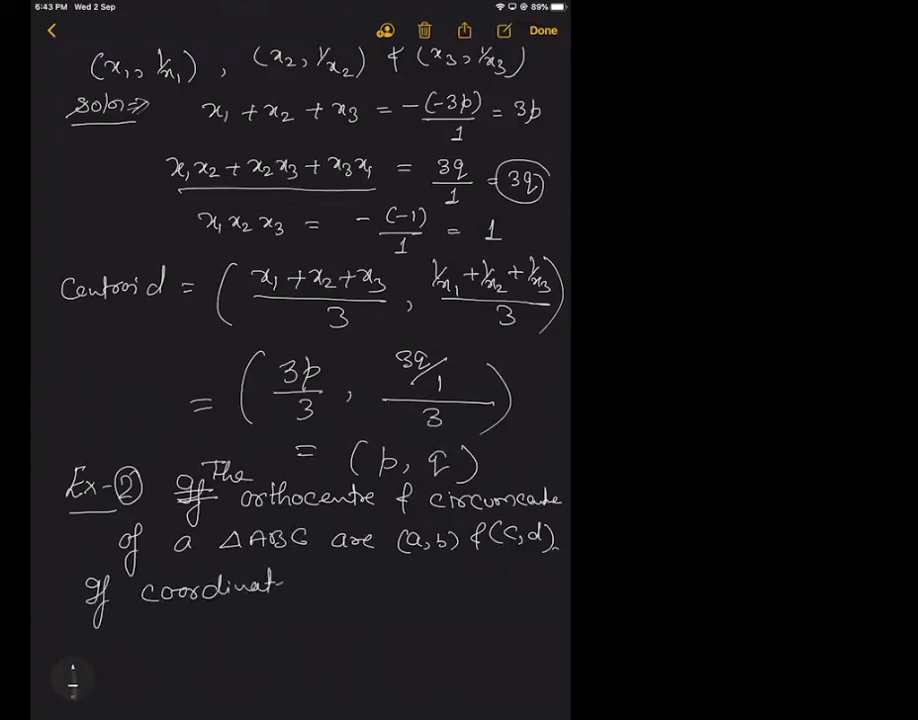 6:43 PM Wed 2 Sep 89%
Done
(x₁, 1/x₁) , (x₂, 1/x₂) & (x₃, 1/x₃)
Soln⇒ x₁ + x₂ + x₃ = -(-3p)/1 = 3p
x₁x₂ + x₂x₃ + x₃x₁ = 3q/1 = 3q
x₁x₂x₃ = -(-1)/1 = 1
Centroid = ( (x₁+x₂+x₃)/3 , (1/x₁+1/x₂+1/x₃)/3 )
= ( 3p/3 , (3q/1)/3 )
= (p, q)
Ex-② The orthocentre & circumcentre
of a △ABC are (a,b) & (c,d).
If coordinat